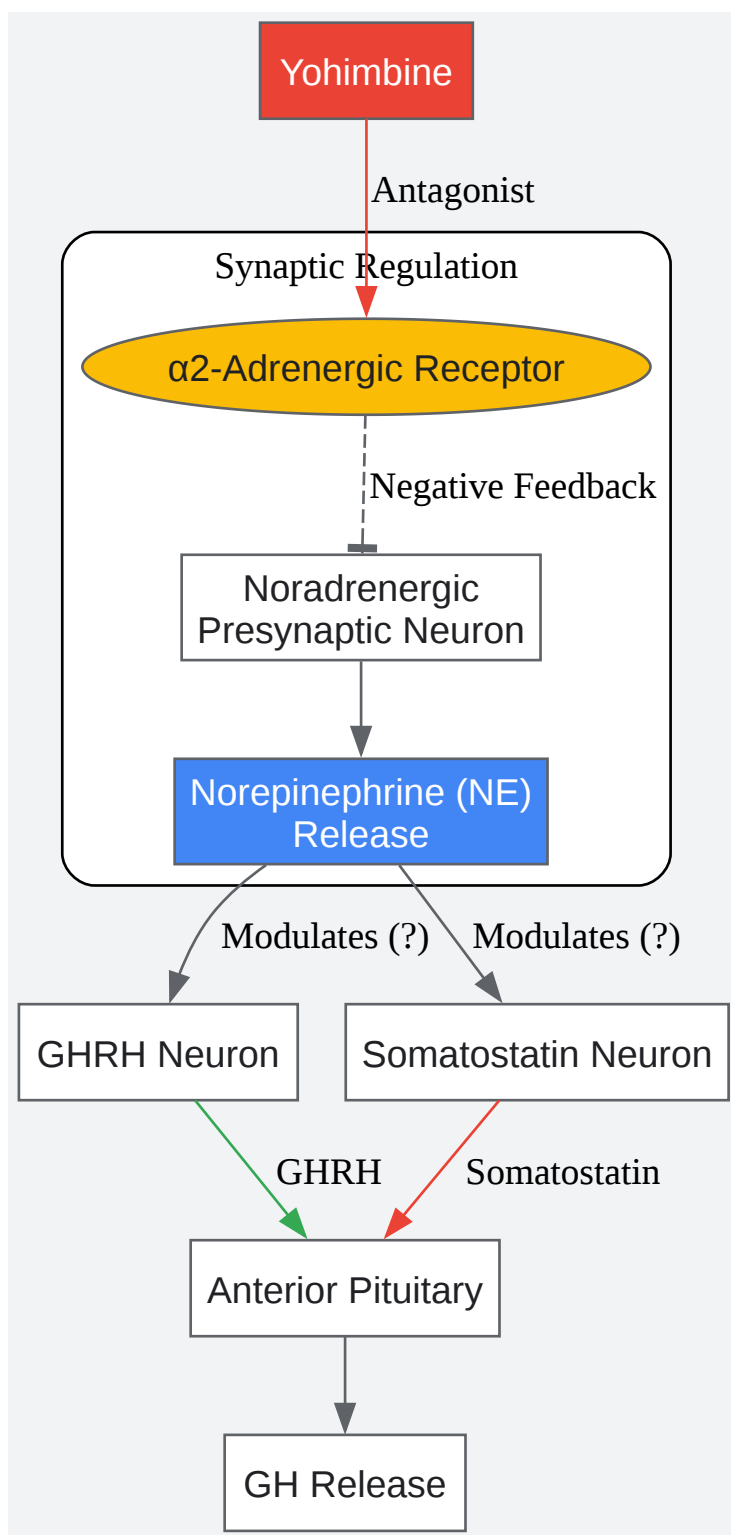 Yohimbine
Antagonist
Synaptic Regulation
α2-Adrenergic Receptor
Negative Feedback
Noradrenergic
Presynaptic Neuron
Norepinephrine (NE)
Release
Modulates (?)
Modulates (?)
GHRH Neuron
Somatostatin Neuron
GHRH
Somatostatin
Anterior Pituitary
GH Release